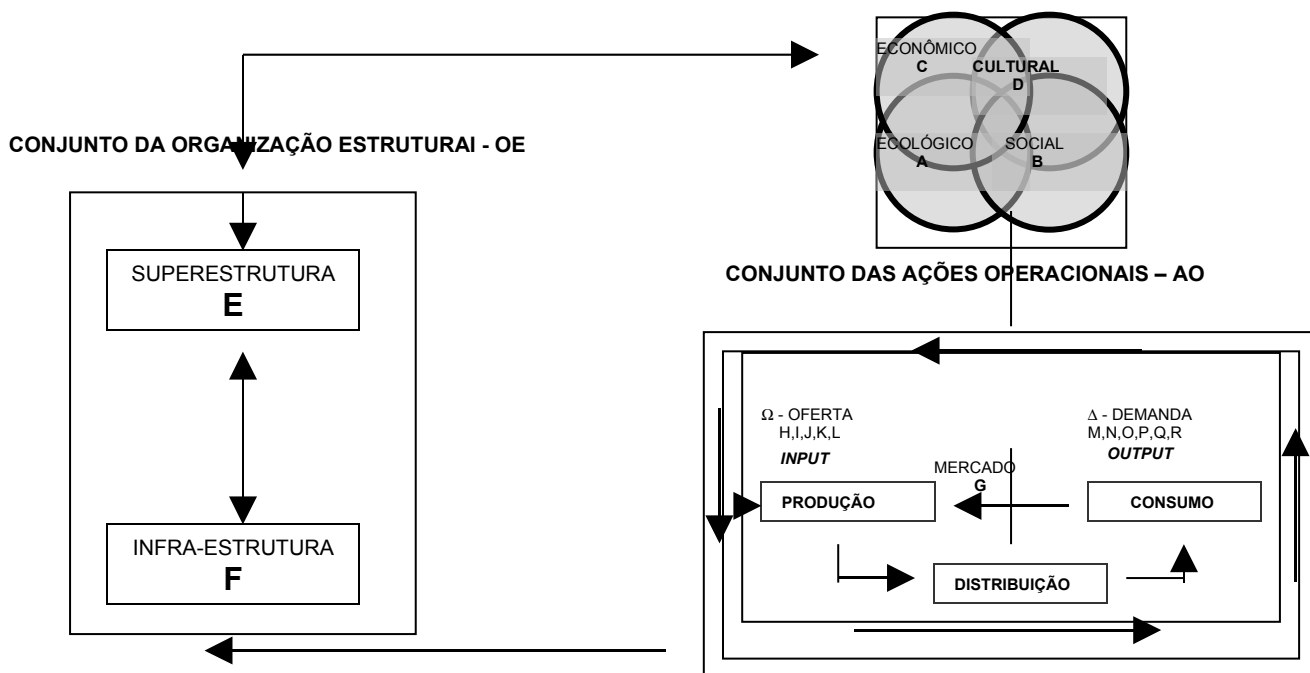 ECONÔMICO
C
CULTURAL
D
ECOLÓGICO
A
SOCIAL
B
CONJUNTO DA ORGANIZAÇÃO ESTRUTURAl - OE
SUPERESTRUTURA
E
INFRA-ESTRUTURA
F
CONJUNTO DAS AÇÕES OPERACIONAIS – AO
Ω - OFERTA
H,I,J,K,L
INPUT
Δ - DEMANDA
M,N,O,P,Q,R
OUTPUT
MERCADO
G
PRODUÇÃO
CONSUMO
DISTRIBUIÇÃO